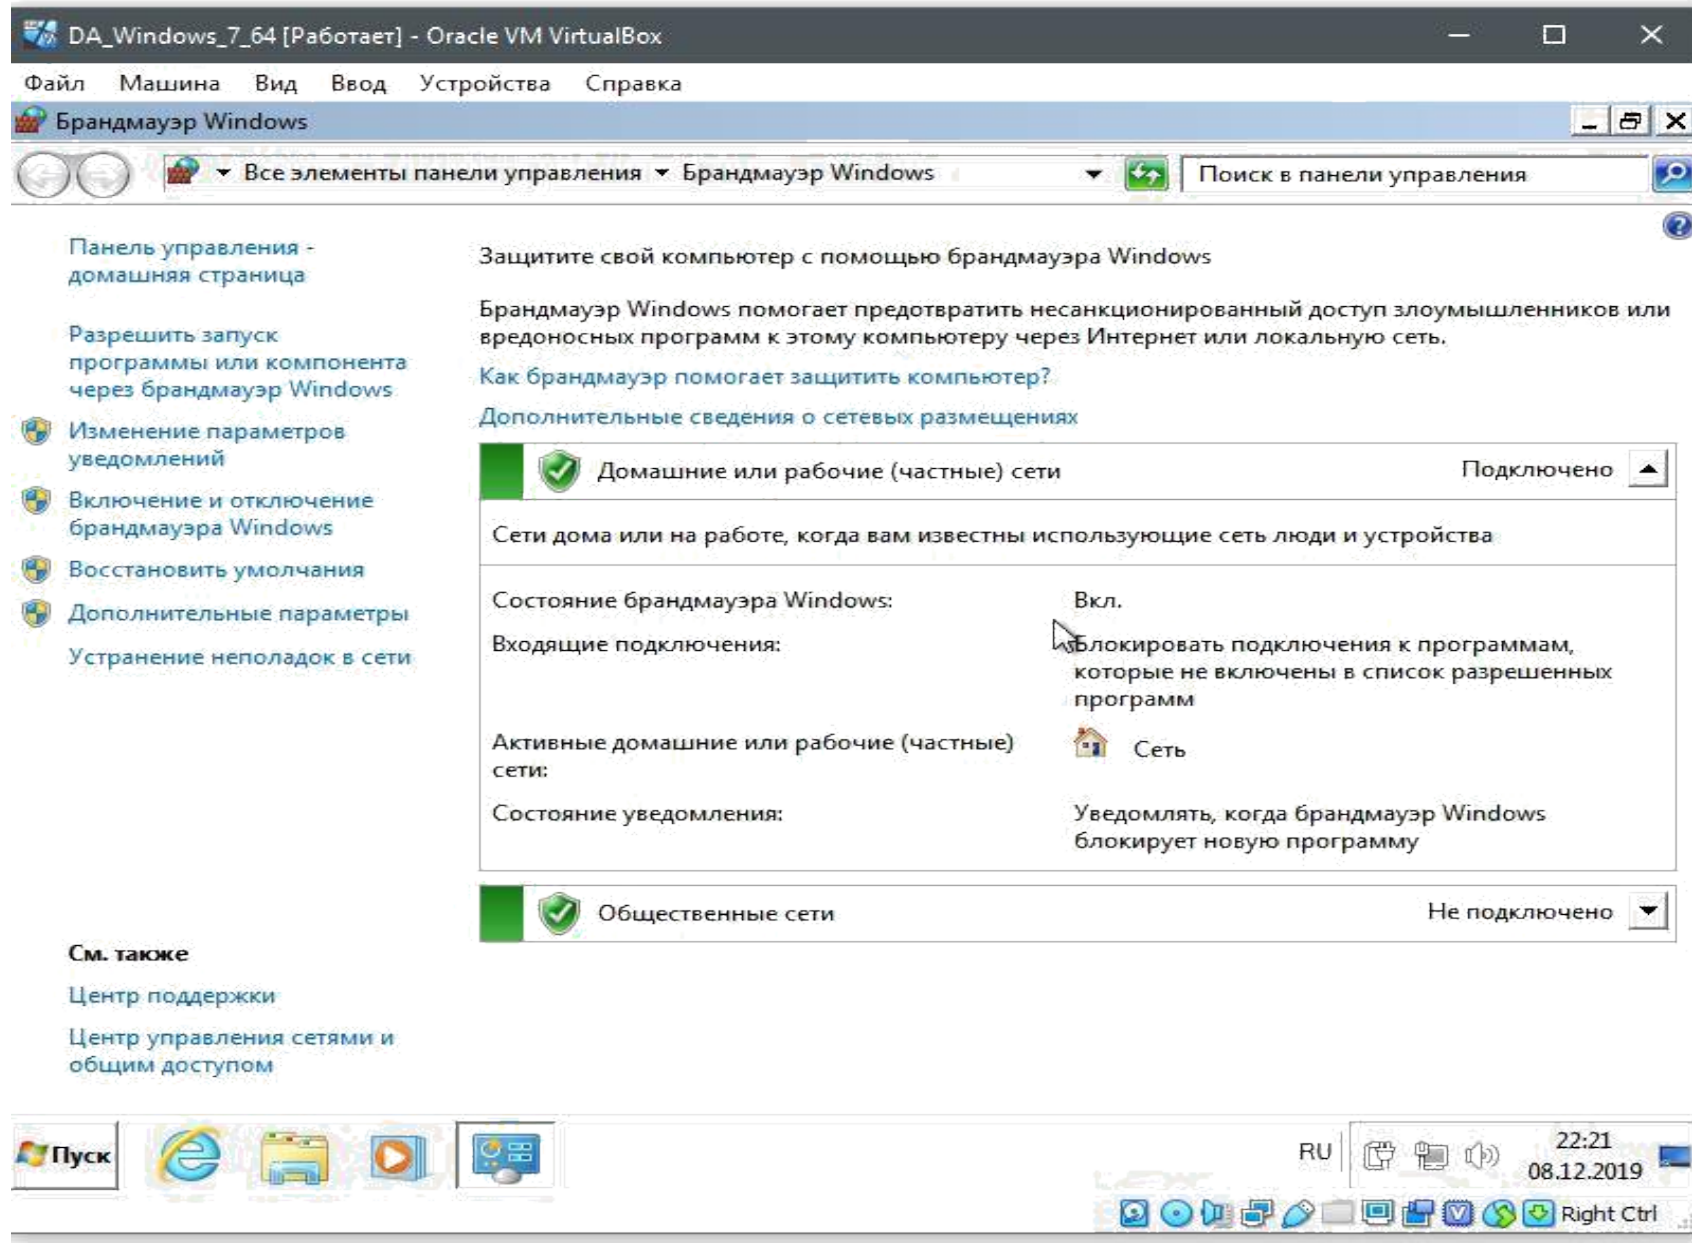 DA_Windows_7_64 [Работает] - Oracle VM VirtualBox
Файл Машина Вид Ввод Устройства Справка
Брандмауэр Windows
Все элементы панели управления Брандмауэр Windows
Поиск в панели управления
Панель управления -
домашняя страница
Разрешить запуск
программы или компонента
через брандмауэр Windows
Изменение параметров
уведомлений
Включение и отключение
брандмауэра Windows
Восстановить умолчания
Дополнительные параметры
Устранение неполадок в сети
См. также
Центр поддержки
Центр управления сетями и
общим доступом
Защитите свой компьютер с помощью брандмауэра Windows
Брандмауэр Windows помогает предотвратить несанкционированный доступ злоумышленников или
вредоносных программ к этому компьютеру через Интернет или локальную сеть.
Как брандмауэр помогает защитить компьютер?
Дополнительные сведения о сетевых размещениях
Домашние или рабочие (частные) сети Подключено
Сети дома или на работе, когда вам известны использующие сеть люди и устройства
Состояние брандмауэра Windows: Вкл.
Входящие подключения: Блокировать подключения к программам,
которые не включены в список разрешенных
программ
Активные домашние или рабочие (частные)
сети:
Сеть
Состояние уведомления: Уведомлять, когда брандмауэр Windows
блокирует новую программу
Общественные сети Не подключено
Пуск
RU
22:21
08.12.2019
Right Ctrl